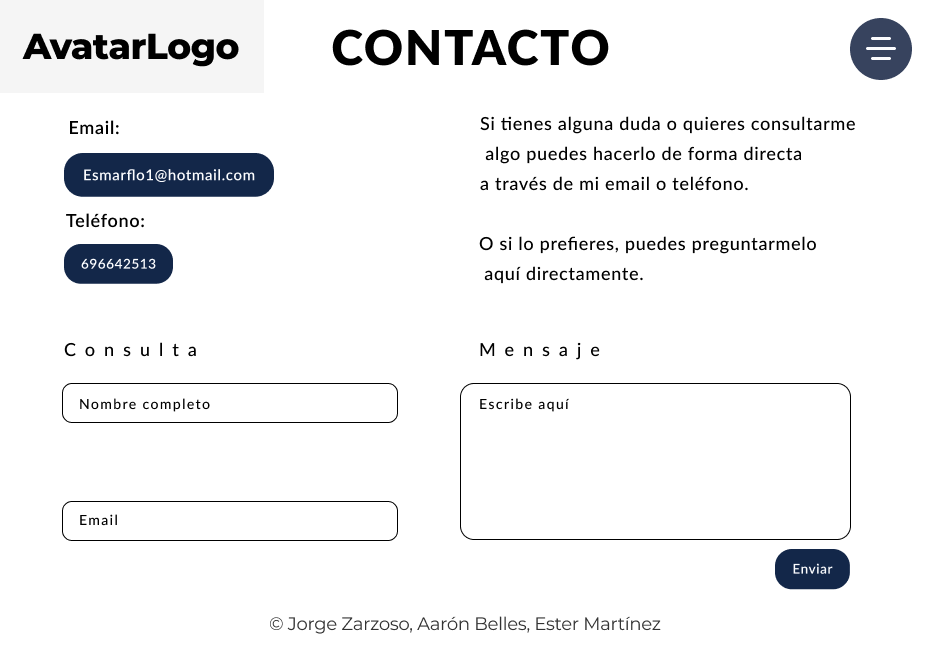 AvatarLogo
CONTACTO
Email:
Esmarflo1@hotmail.com
Teléfono:
696642513
Si tienes alguna duda o quieres consultarme
algo puedes hacerlo de forma directa
a través de mi email o teléfono.
O si lo prefieres, puedes preguntarmelo
aquí directamente.
Consulta
Nombre completo
Email
Mensaje
Escribe aquí
Enviar
© Jorge Zarzoso, Aarón Belles, Ester Martínez